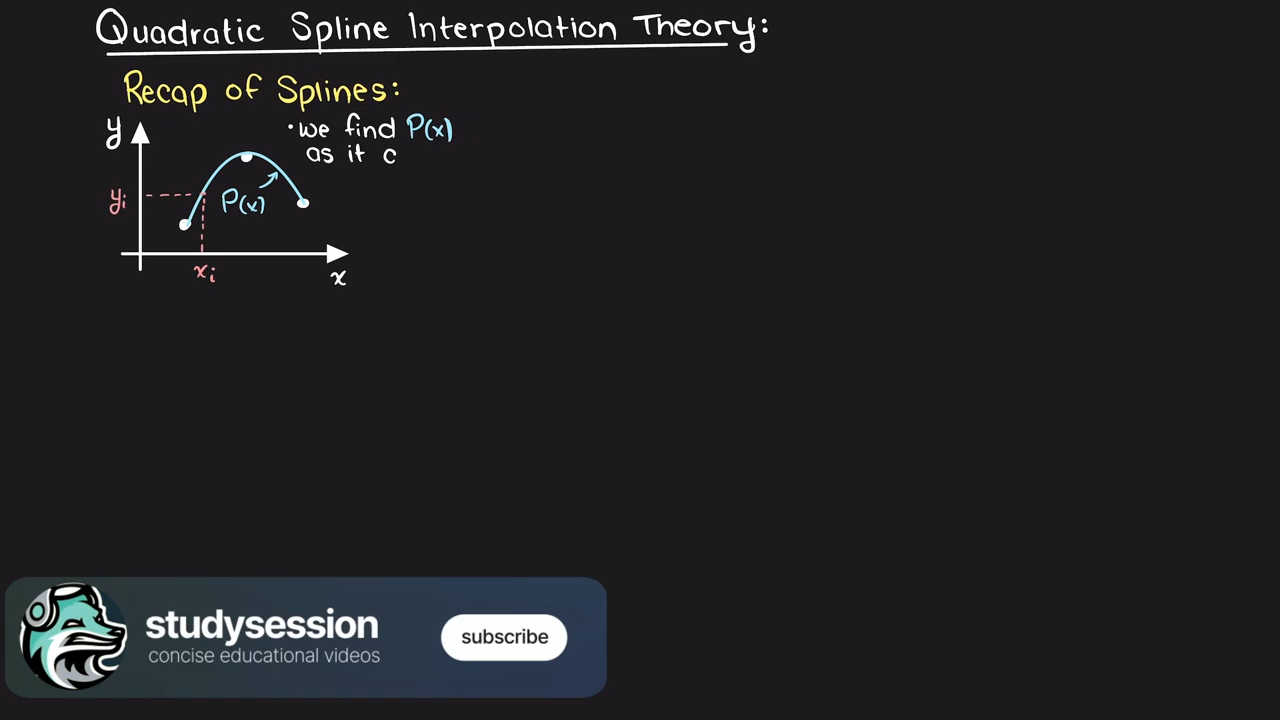 Quadratic Spline Interpolation Theory:
Recap of Splines:
y
• we find P(x)
as it c
yi
P(x)
xi
x
studysession
concise educational videos
subscribe